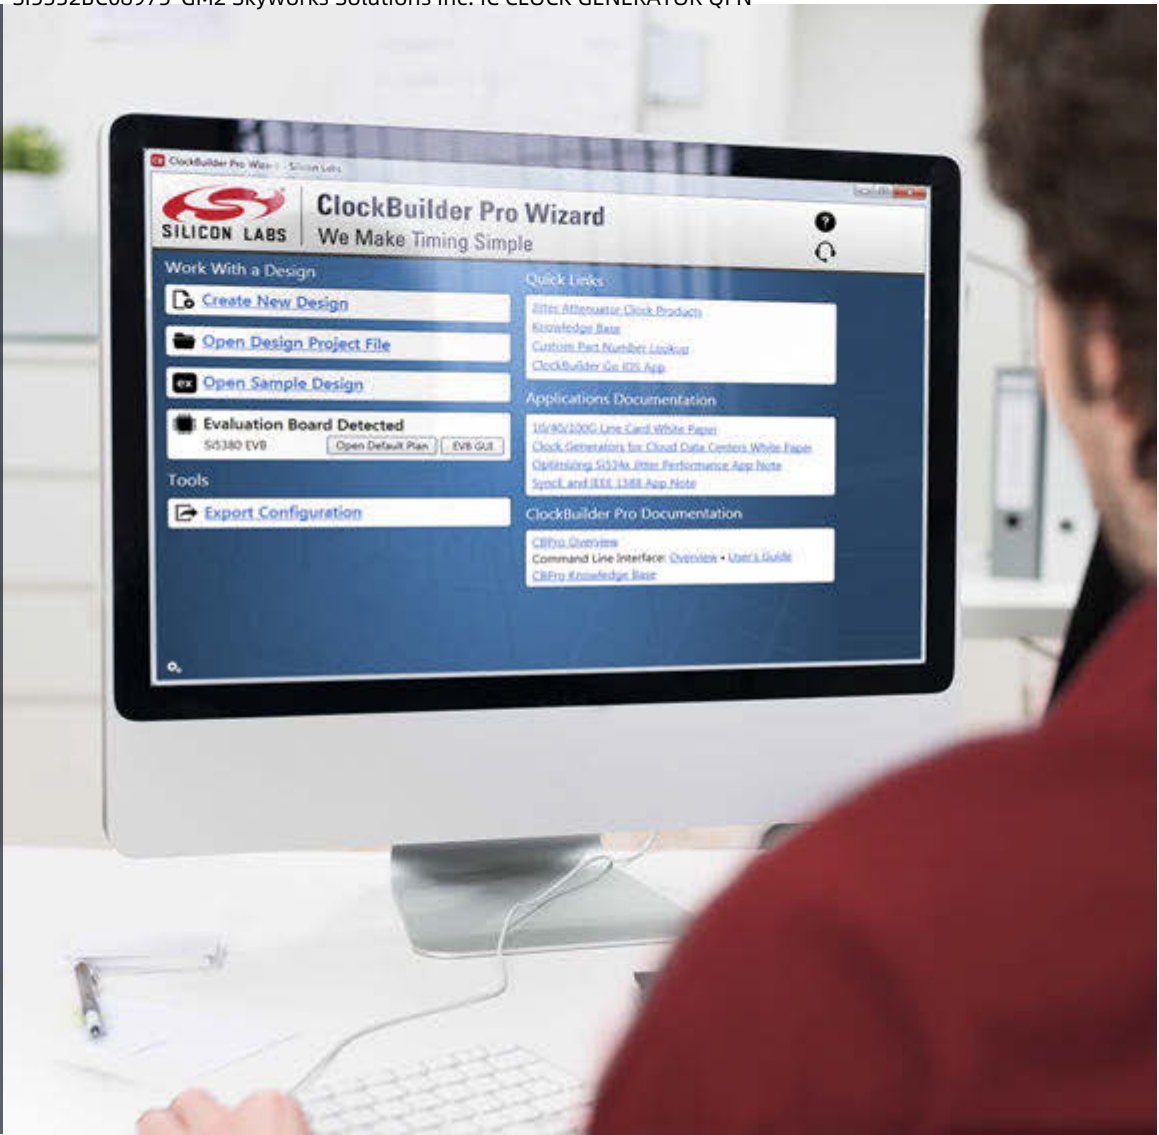 Si5332BC08975-GM2 Skyworks Solutions Inc. IC CLOCK GENERATOR QFN
ClockBuilder Pro Wizard - Silicon Labs
SILICON LABS
ClockBuilder Pro Wizard
We Make Timing Simple
?
Work With a Design
Create New Design
Open Design Project File
ex Open Sample Design
Evaluation Board Detected
Si5380 EVB Open Default Plan EVB GUI
Tools
Export Configuration
Quick Links
Jitter Attenuator Clock Products
Knowledge Base
Custom Part Number Lookup
ClockBuilder Go iOS App
Applications Documentation
10/40/100G Line Card White Paper
Clock Generators for Cloud Data Centers White Paper
Optimizing Si534x Jitter Performance App Note
SyncE and IEEE 1588 App Note
ClockBuilder Pro Documentation
CBPro Overview
Command Line Interface: Overview • User's Guide
CBPro Knowledge Base